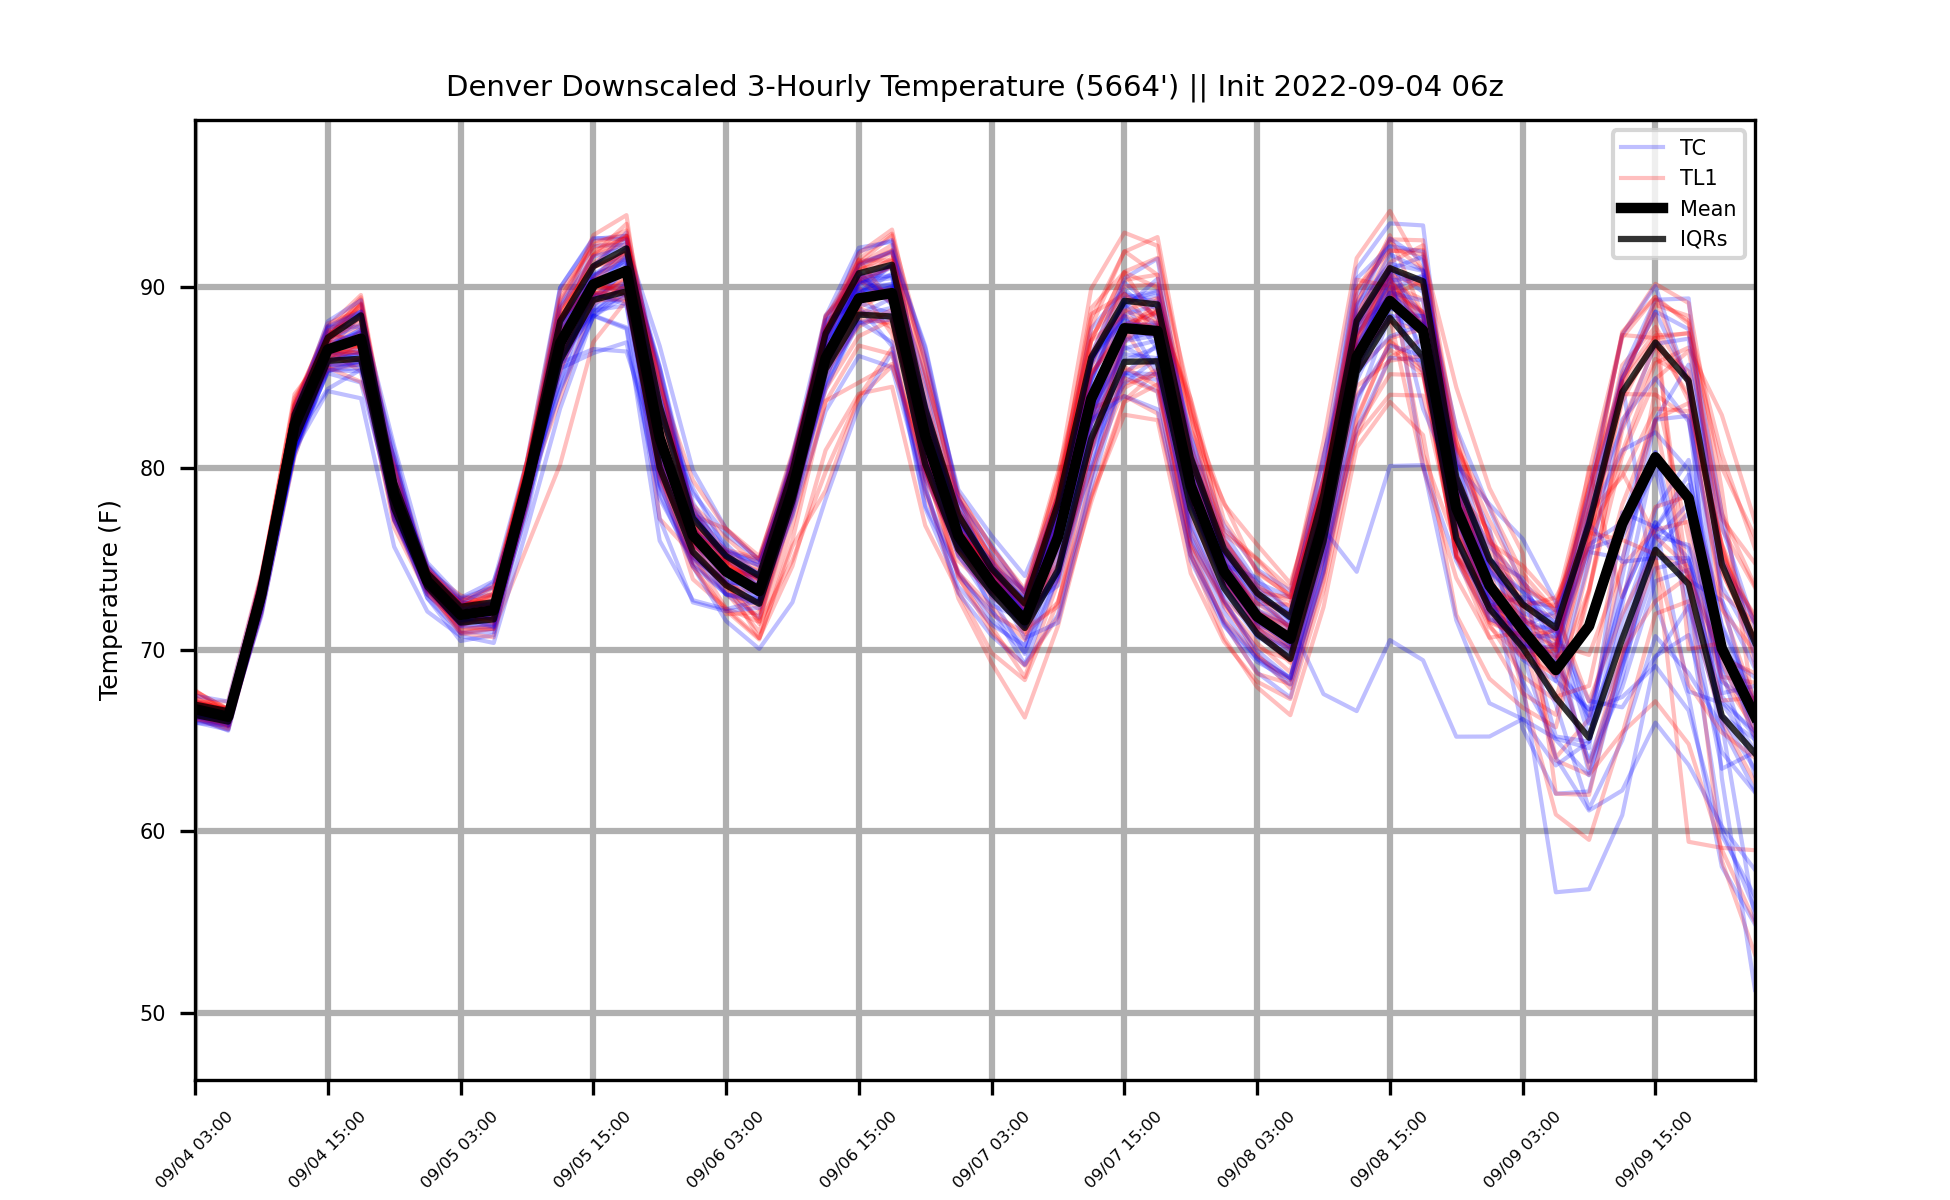 Denver Downscaled 3-Hourly Temperature (5664') || Init 2022-09-04 06z
TC
TL1
Mean
IQRs
Temperature (F)
90
80
70
60
50
09/04 03:00
09/04 15:00
09/05 03:00
09/05 15:00
09/06 03:00
09/06 15:00
09/07 03:00
09/07 15:00
09/08 03:00
09/08 15:00
09/09 03:00
09/09 15:00